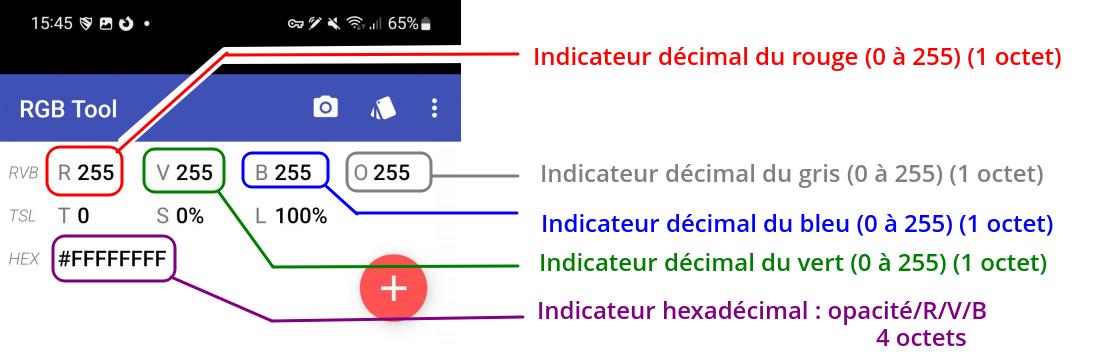 15:45
65%
Indicateur décimal du rouge (0 à 255) (1 octet)
RGB Tool
RVB R 255 V 255 B 255 O 255
Indicateur décimal du gris (0 à 255) (1 octet)
TSL T 0 S 0% L 100%
Indicateur décimal du bleu (0 à 255) (1 octet)
HEX #FFFFFFFF
Indicateur décimal du vert (0 à 255) (1 octet)
Indicateur hexadécimal : opacité/R/V/B
4 octets